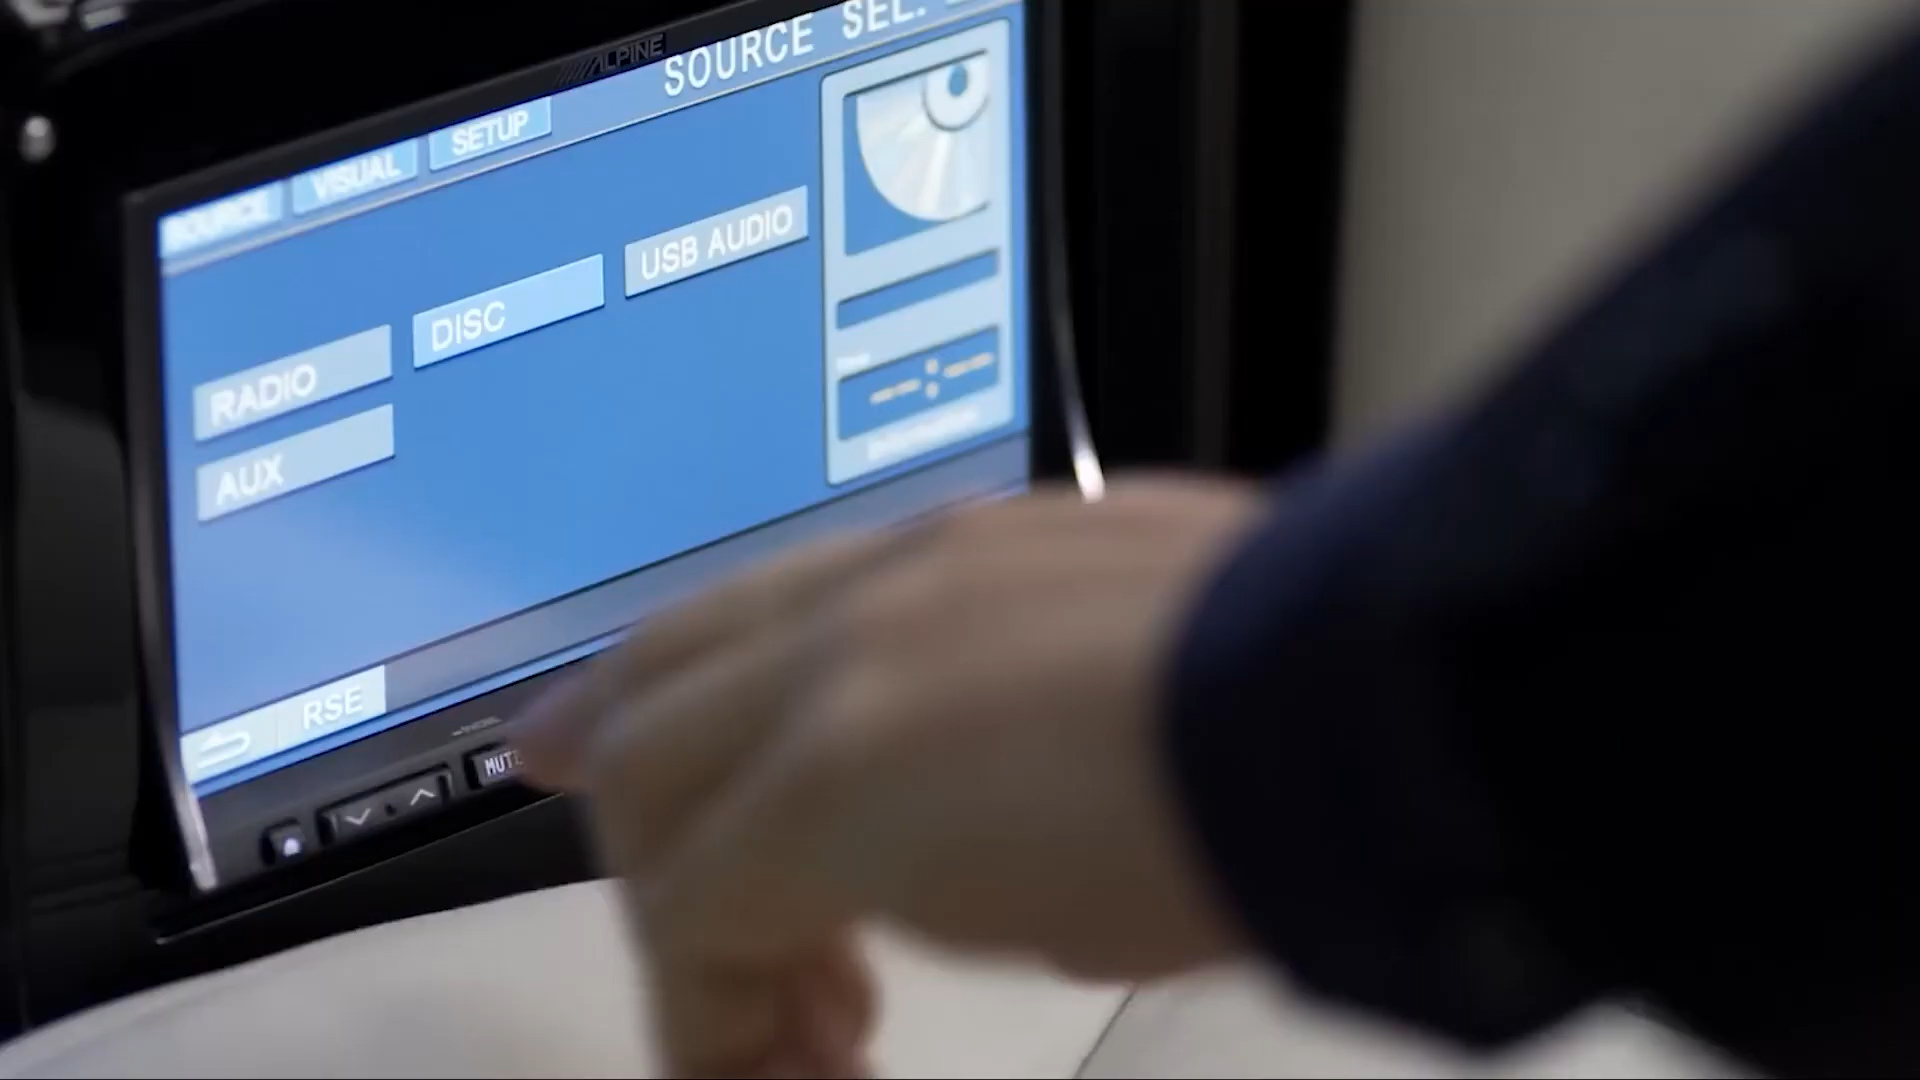 ALPINE
SOURCE SEL.
SOURCE VISUAL SETUP
RADIO DISC USB AUDIO
AUX
RSE
MUTE